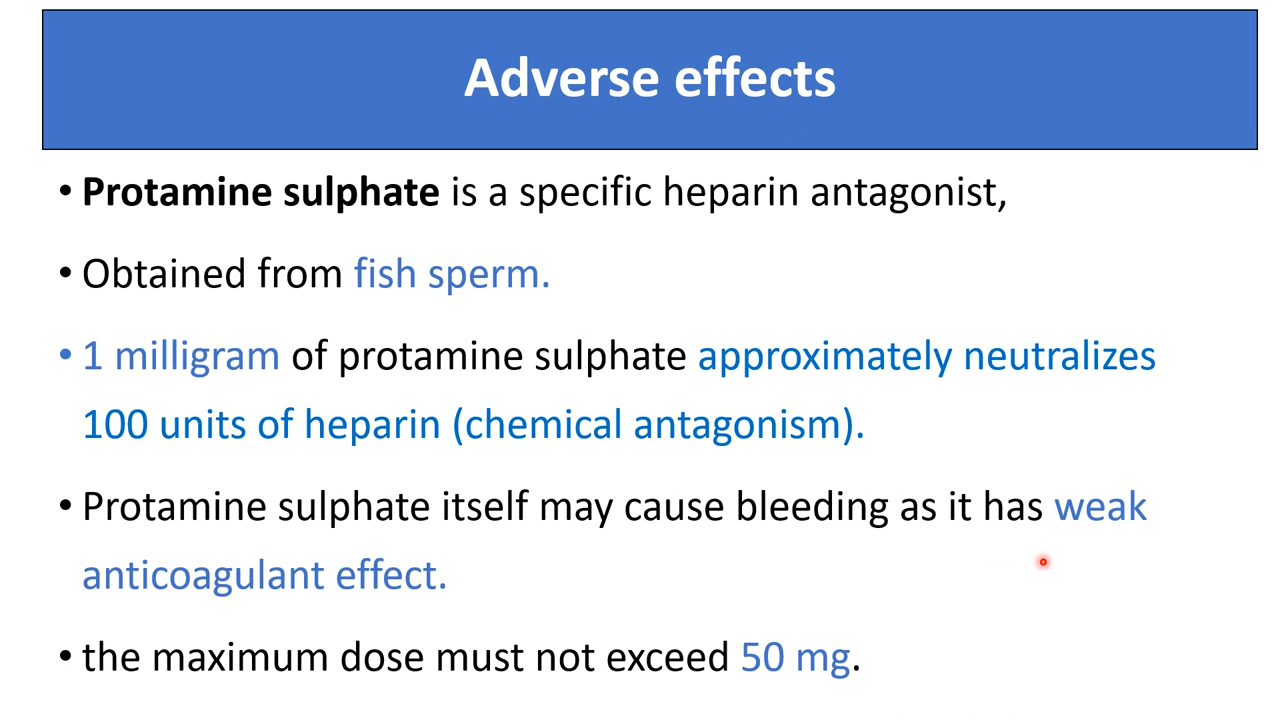 Adverse effects
• Protamine sulphate is a specific heparin antagonist,
• Obtained from fish sperm.
• 1 milligram of protamine sulphate approximately neutralizes
100 units of heparin (chemical antagonism).
• Protamine sulphate itself may cause bleeding as it has weak
anticoagulant effect.
• the maximum dose must not exceed 50 mg.